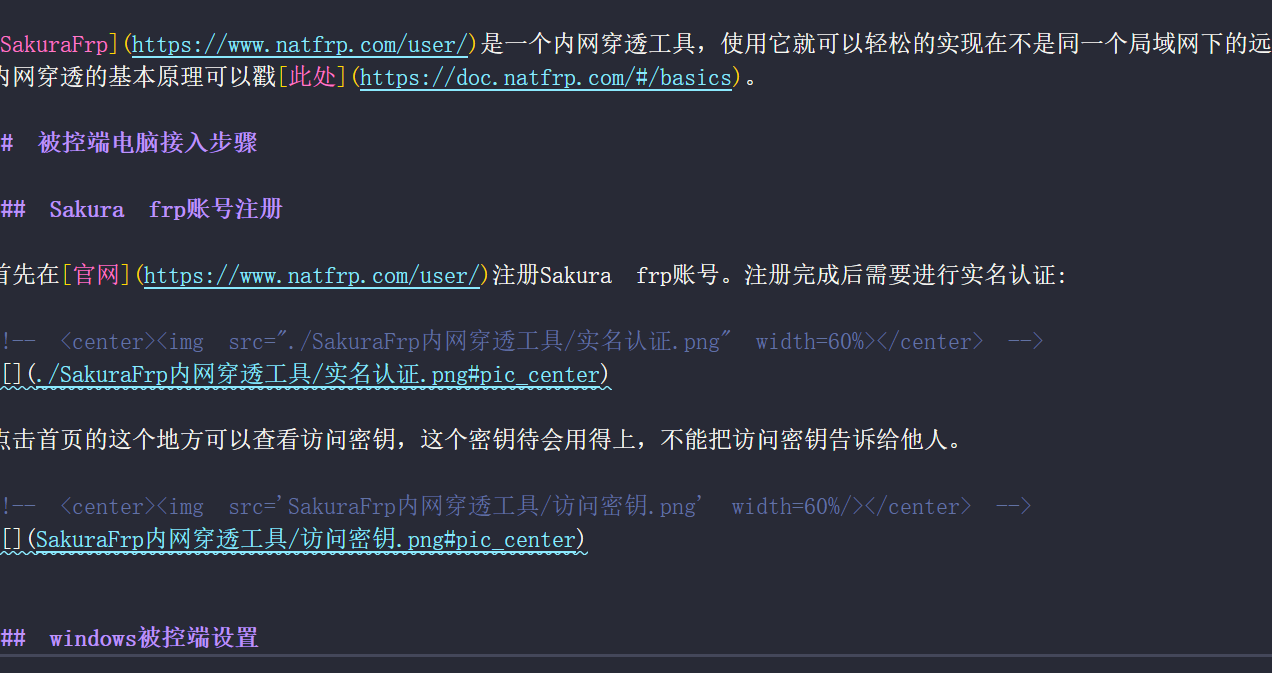 SakuraFrp](https://www.natfrp.com/user/)是一个内网穿透工具，使用它就可以轻松的实现在不是同一个局域网下的远
内网穿透的基本原理可以戳[此处](https://doc.natfrp.com/#/basics)。
# 被控端电脑接入步骤
## Sakura frp账号注册
首先在[官网](https://www.natfrp.com/user/)注册Sakura frp账号。注册完成后需要进行实名认证:
!-- <center><img src="./SakuraFrp内网穿透工具/实名认证.png" width=60%></center> -->
[](./SakuraFrp内网穿透工具/实名认证.png#pic_center)
点击首页的这个地方可以查看访问密钥，这个密钥待会用得上，不能把访问密钥告诉给他人。
!-- <center><img src='SakuraFrp内网穿透工具/访问密钥.png' width=60%/></center> -->
[](SakuraFrp内网穿透工具/访问密钥.png#pic_center)
## windows被控端设置